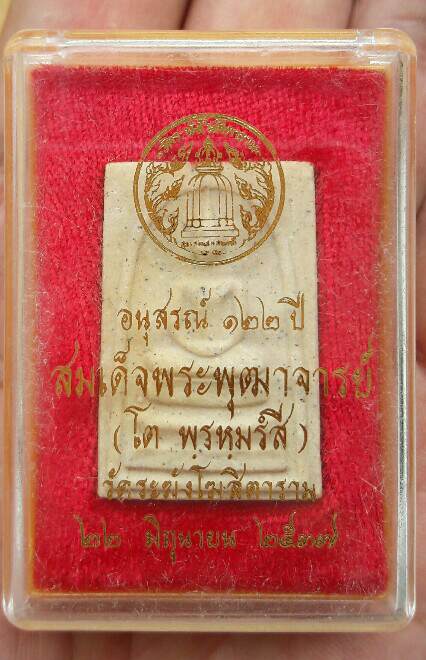 อนุสรณ์ ๑๒๒ ปี
สมเด็จพระพุฒาจารย์
(โต พฺรหฺมรํสี)
วัดระฆังโฆสิตาราม
๒๒ มิถุนายน ๒๕๓๗